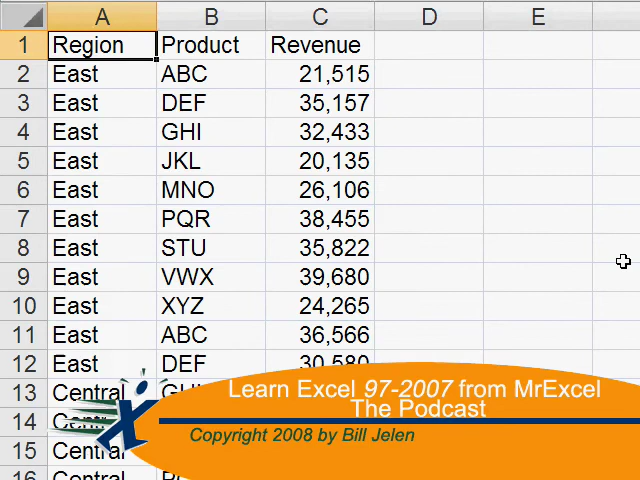 A B C D E
1 Region Product Revenue
2 East ABC 21,515
3 East DEF 35,157
4 East GHI 32,433
5 East JKL 20,135
6 East MNO 26,106
7 East PQR 38,455
8 East STU 35,822
9 East VWX 39,680
10 East XYZ 24,265
11 East ABC 36,566
12 East DEF 30,580
13 Central
14
15 Central
16 Central
Learn Excel 97-2007 from MrExcel
The Podcast
Copyright 2008 by Bill Jelen